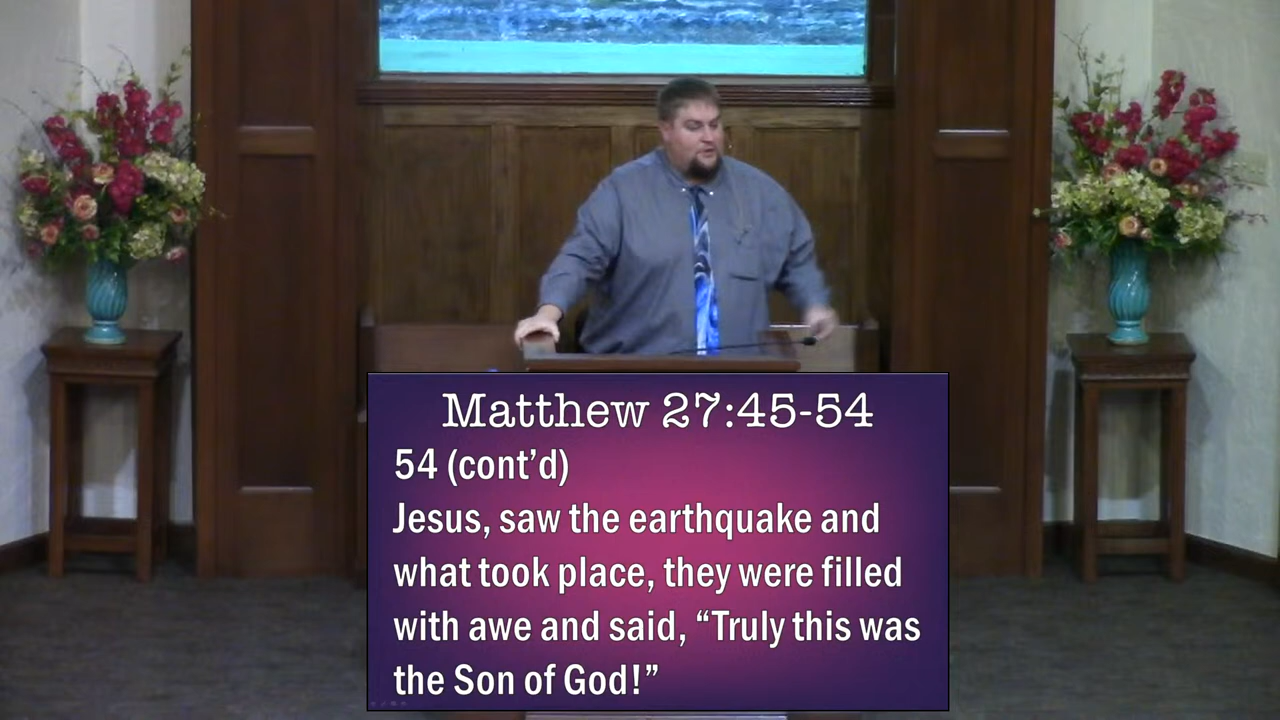 Matthew 27:45-54
54 (cont’d)
Jesus, saw the earthquake and
what took place, they were filled
with awe and said, “Truly this was
the Son of God!”